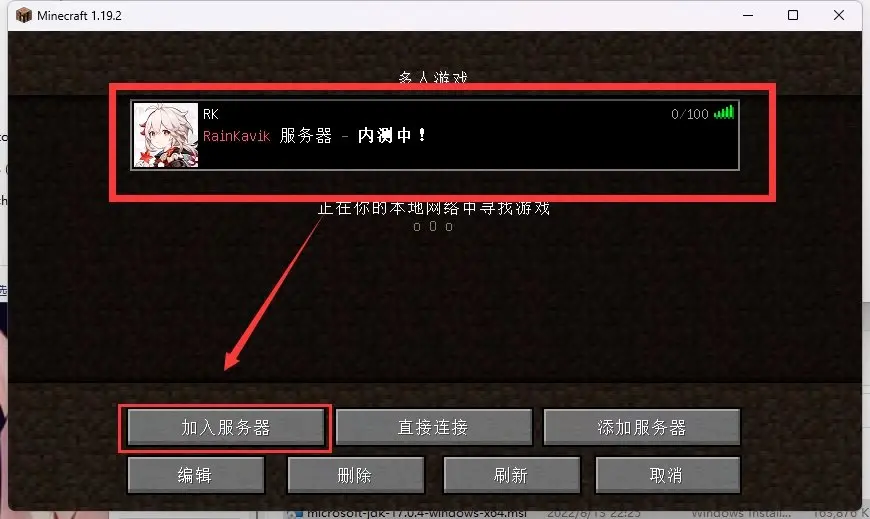 Minecraft 1.19.2
多人游戏
RK
0/100
RainKavik 服务器 - 内测中！
正在你的本地网络中寻找游戏
o O o
加入服务器
直接连接
添加服务器
编辑
删除
刷新
取消
microsoft-jdk-17.0.4-windows-x64.msi
2022/8/15 22:25
Windows Install...